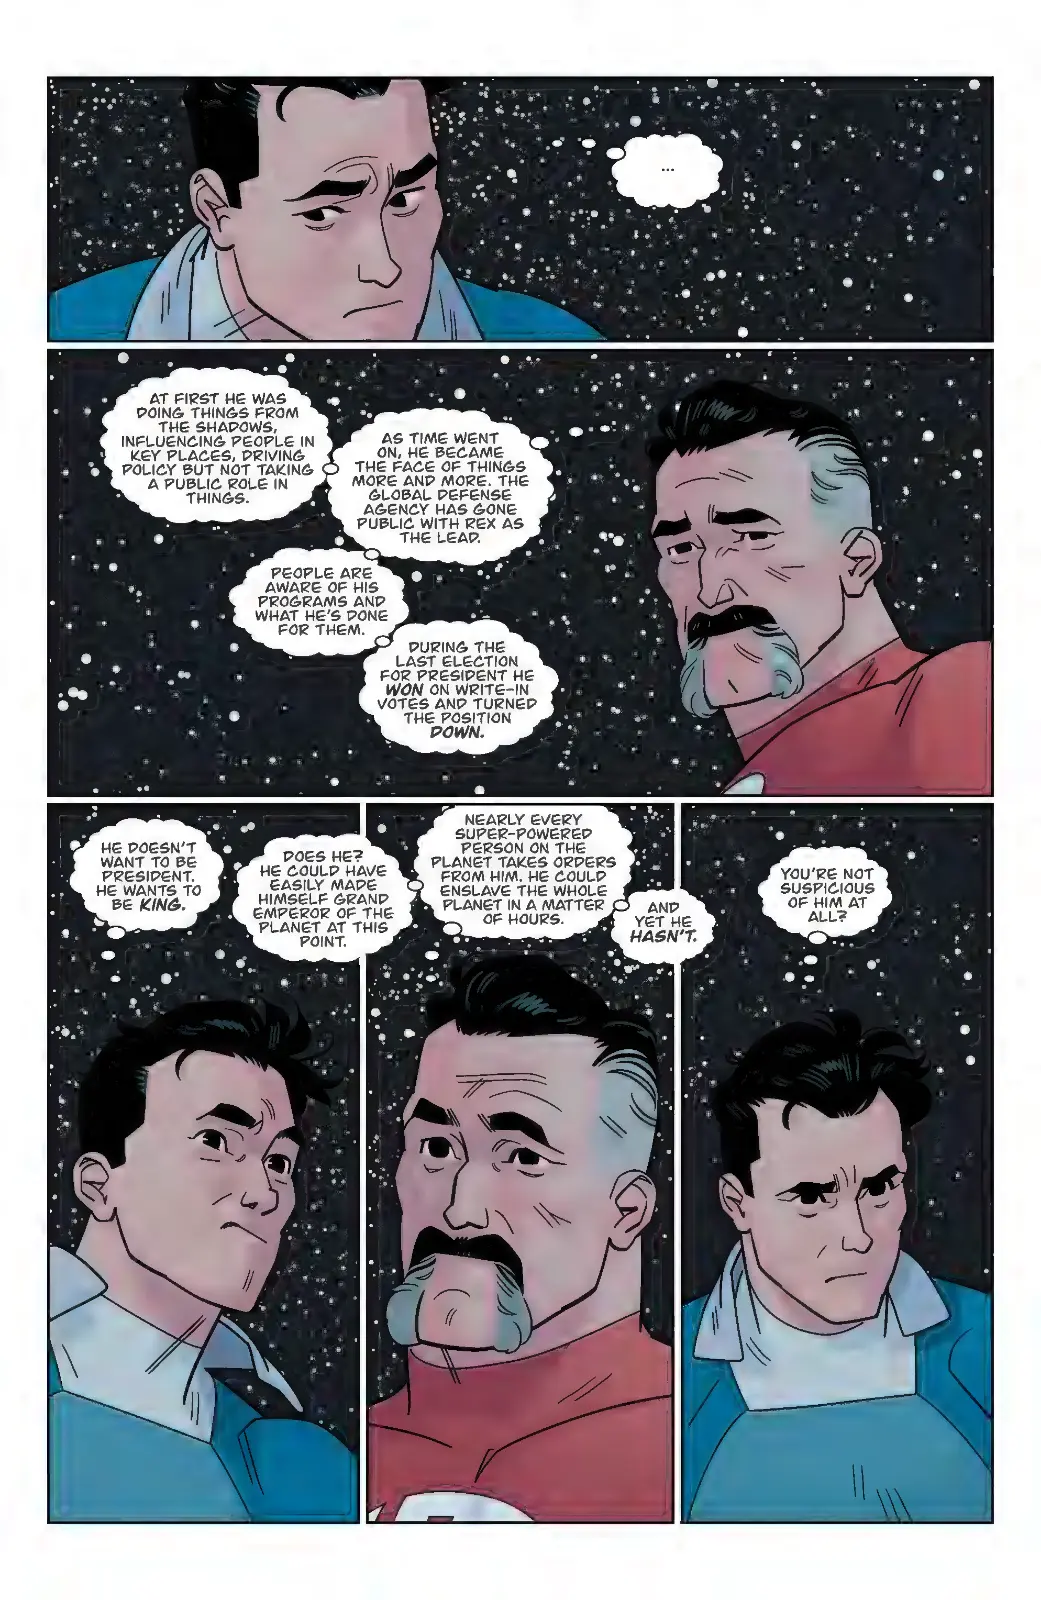 ...
AT FIRST HE WAS
DOING THINGS FROM
THE SHADOWS,
INFLUENCING PEOPLE IN
KEY PLACES, DRIVING
POLICY BUT NOT TAKING
A PUBLIC ROLE IN
THINGS.
AS TIME WENT
ON, HE BECAME
THE FACE OF THINGS
MORE AND MORE. THE
GLOBAL DEFENSE
AGENCY HAS GONE
PUBLIC WITH REX AS
THE LEAD.
PEOPLE ARE
AWARE OF HIS
PROGRAMS AND
WHAT HE'S DONE
FOR THEM.
DURING THE
LAST ELECTION
FOR PRESIDENT HE
WON ON WRITE-IN
VOTES AND TURNED
THE POSITION
DOWN.
HE DOESN'T
WANT TO BE
PRESIDENT.
HE WANTS TO
BE KING.
DOES HE?
HE COULD HAVE
EASILY MADE
HIMSELF GRAND
EMPEROR OF THE
PLANET AT THIS
POINT.
NEARLY EVERY
SUPER-POWERED
PERSON ON THE
PLANET TAKES ORDERS
FROM HIM. HE COULD
ENSLAVE THE WHOLE
PLANET IN A MATTER
OF HOURS.
AND
YET HE
HASN'T.
YOU'RE NOT
SUSPICIOUS
OF HIM AT
ALL?